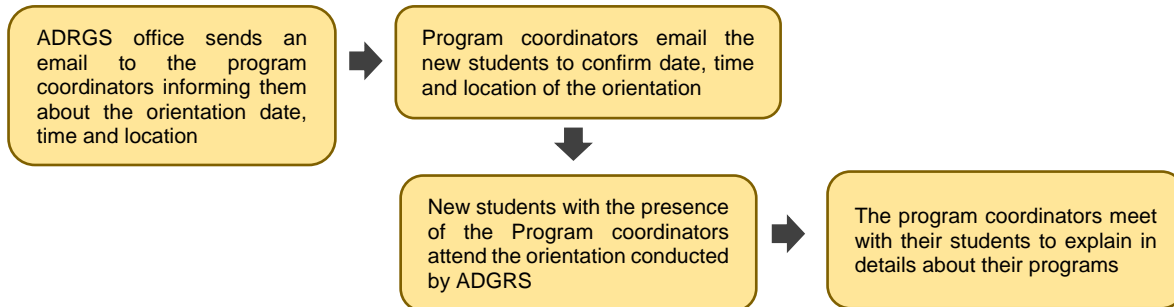 ADRGS office sends an
email to the program
coordinators informing them
about the orientation date,
time and location
Program coordinators email the
new students to confirm date, time
and location of the orientation
New students with the presence
of the Program coordinators
attend the orientation conducted
by ADGRS
The program coordinators meet
with their students to explain in
details about their programs